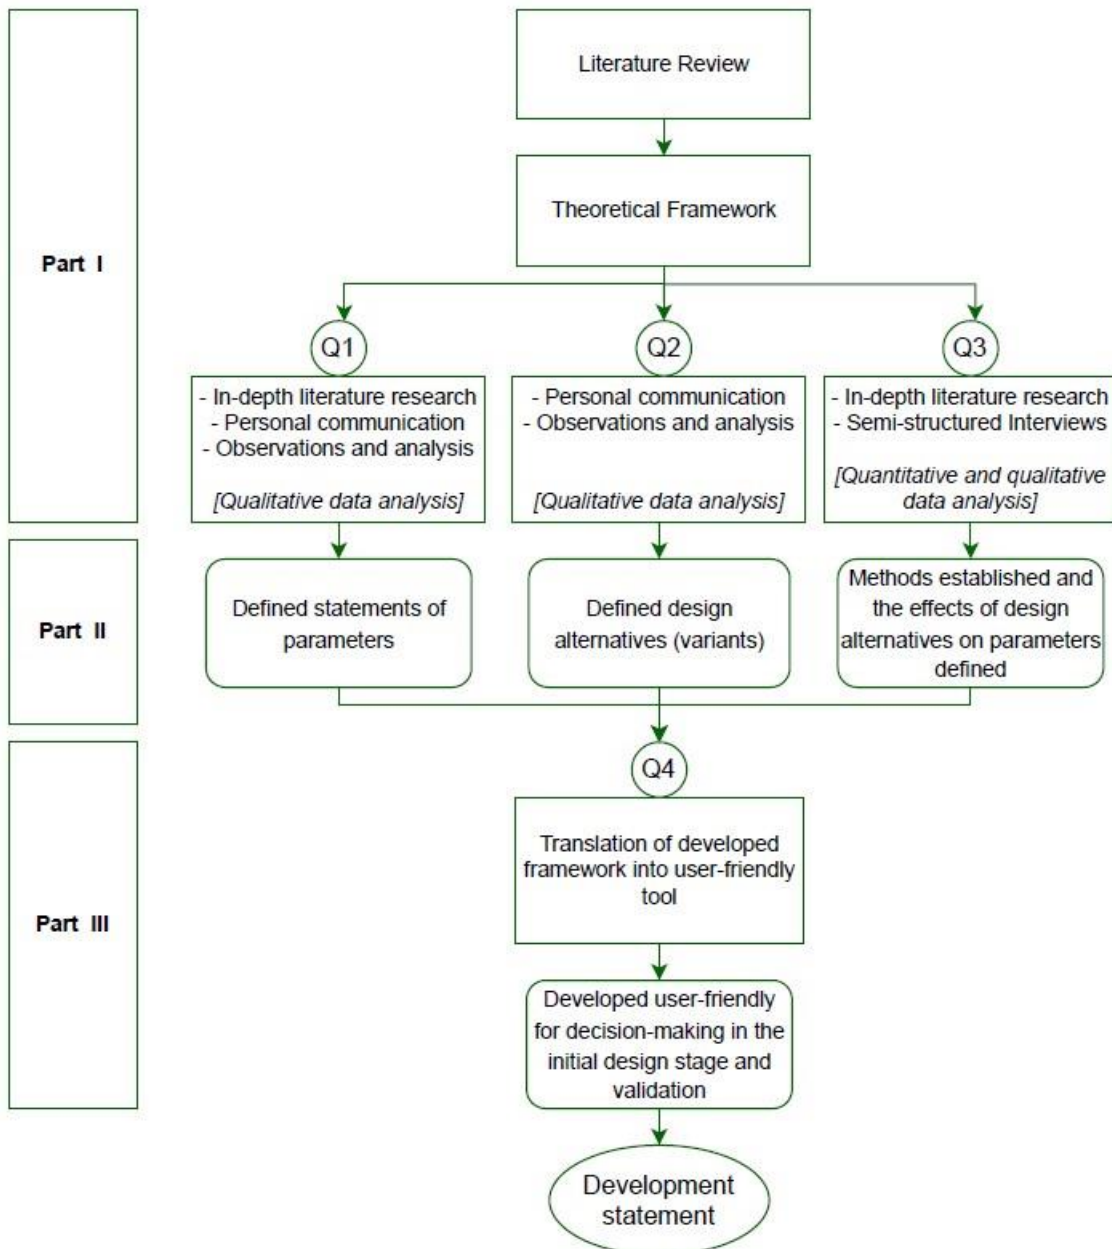 Literature Review
Theoretical Framework
Part I
Q1
Q2
Q3
- In-depth literature research
- Personal communication
- Observations and analysis
[Qualitative data analysis]
- Personal communication
- Observations and analysis
[Qualitative data analysis]
- In-depth literature research
- Semi-structured Interviews
[Quantitative and qualitative
data analysis]
Part II
Defined statements of
parameters
Defined design
alternatives (variants)
Methods established and
the effects of design
alternatives on parameters
defined
Q4
Part III
Translation of developed
framework into user-friendly
tool
Developed user-friendly
for decision-making in the
initial design stage and
validation
Development
statement